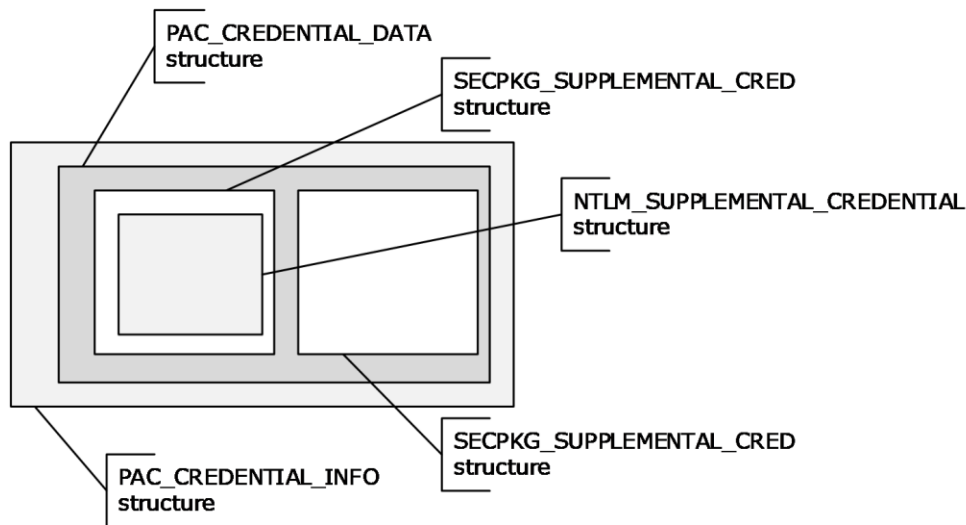 PAC_CREDENTIAL_DATA
structure
SECPKG_SUPPLEMENTAL_CRED
structure
NTLM_SUPPLEMENTAL_CREDENTIAL
structure
SECPKG_SUPPLEMENTAL_CRED
structure
PAC_CREDENTIAL_INFO
structure